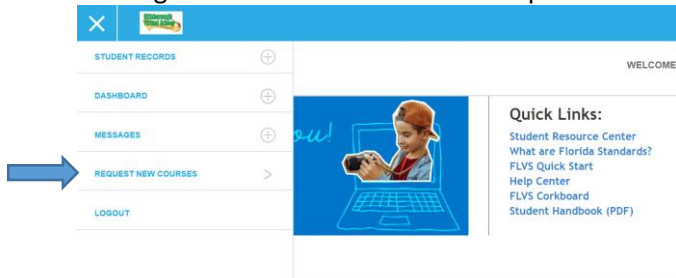 STUDENT RECORDS
DASHBOARD
MESSAGES
REQUEST NEW COURSES
LOGOUT
WELCOME
ou!
Quick Links:
Student Resource Center
What are Florida Standards?
FLVS Quick Start
Help Center
FLVS Corkboard
Student Handbook (PDF)